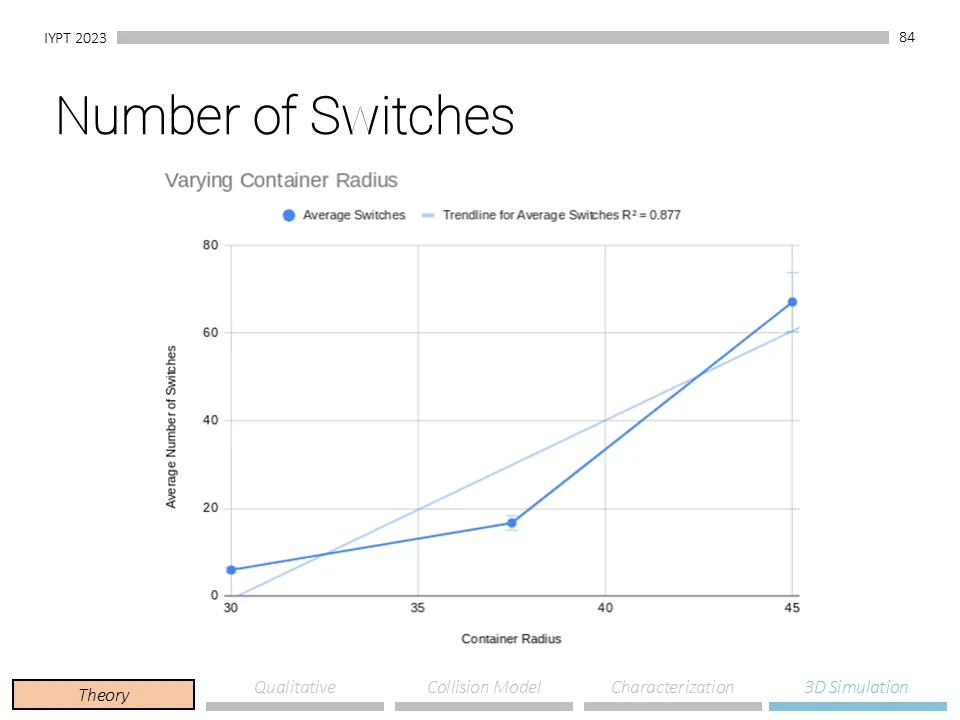 IYPT 2023
84
Number of Switches
Varying Container Radius
Average Switches
Trendline for Average Switches R² = 0.877
80
60
40
20
0
Average Number of Switches
30 35 40 45
Container Radius
Theory
Qualitative
Collision Model
Characterization
3D Simulation